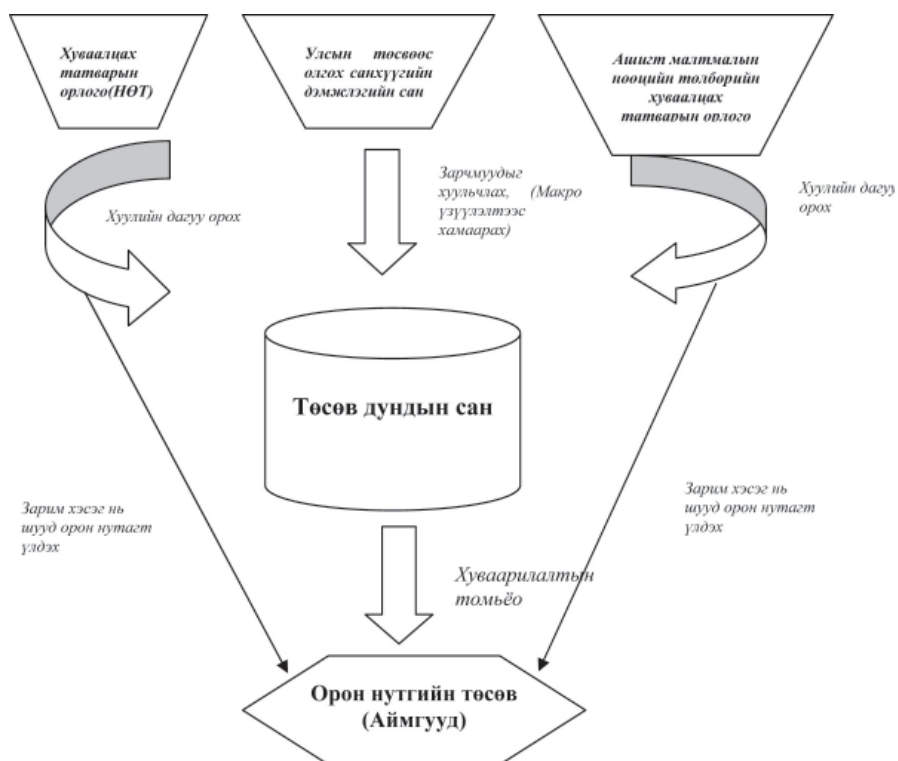 Хуваалцах
татварын
орлого(НӨТ)
Улсын төсвөөс
олгох санхүүгийн
дэмжлэгийн сан
Ашигт малтмалын
нөөцийн төлбөрийн
хуваалцах
татварын орлого
Хуулийн дагуу орох
Зарчмуудыг
хуульчлах, (Макро
үзүүлэлтээс
хамаарах)
Хуулийн дагуу
орох
Төсөв дундын сан
Зарим хэсэг нь
шууд орон нутагт
үлдэх
Зарим хэсэг нь
шууд орон нутагт
үлдэх
Хуваарилалтын
томьёо
Орон нутгийн төсөв
(Аймгууд)